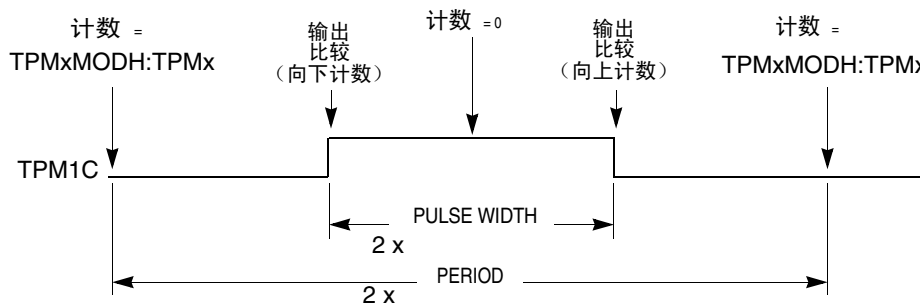 计数 =
TPMxMODH:TPMx
输出
比较
（向下计数）
计数 =0
输出
比较
（向上计数）
计数 =
TPMxMODH:TPMx
TPM1C
PULSE WIDTH
2 x
PERIOD
2 x